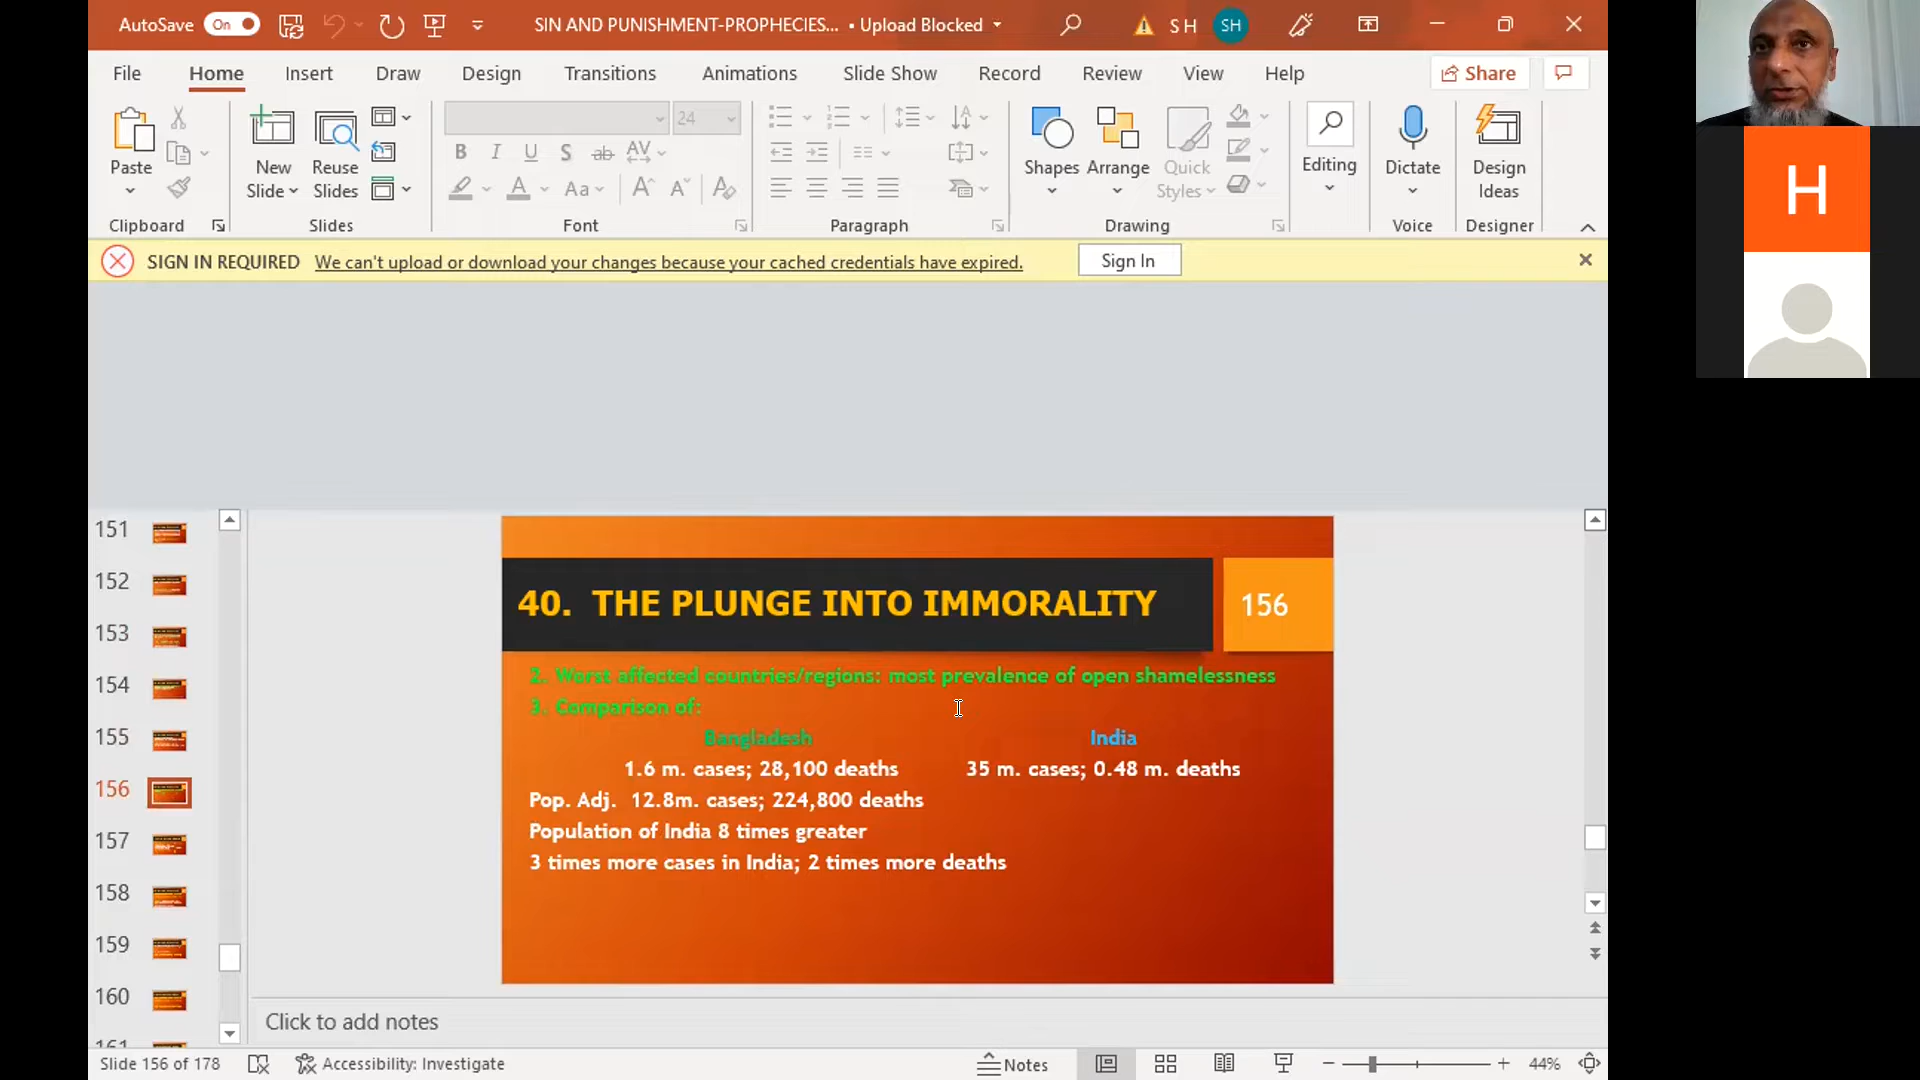 AutoSave On SIN AND PUNISHMENT-PROPHECIES... • Upload Blocked S H SH
File Home Insert Draw Design Transitions Animations Slide Show Record Review View Help Share
Paste New Slide Reuse Slides 24 B I U S ab AV Aa A A A Shapes Arrange Quick Styles Editing Dictate Design Ideas
Clipboard Slides Font Paragraph Drawing Voice Designer
SIGN IN REQUIRED We can't upload or download your changes because your cached credentials have expired. Sign In
H
151
152
153
154
155
156
157
158
159
160
161
40. THE PLUNGE INTO IMMORALITY 156
2. Worst affected countries/regions: most prevalence of open shamelessness
3. Comparison of:
Bangladesh India
1.6 m. cases; 28,100 deaths 35 m. cases; 0.48 m. deaths
Pop. Adj. 12.8m. cases; 224,800 deaths
Population of India 8 times greater
3 times more cases in India; 2 times more deaths
Click to add notes
Slide 156 of 178 Accessibility: Investigate Notes 44%